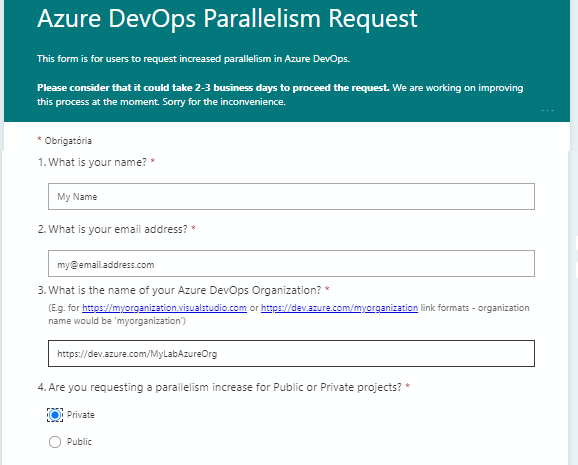 Azure DevOps Parallelism Request
This form is for users to request increased parallelism in Azure DevOps.
Please consider that it could take 2-3 business days to proceed the request. We are working on improving
this process at the moment. Sorry for the inconvenience.
...
* Obrigatória
1. What is your name? *
My Name
2. What is your email address? *
my@email.address.com
3. What is the name of your Azure DevOps Organization? *
(E.g. for https://myorganization.visualstudio.com or https://dev.azure.com/myorganization link formats - organization
name would be 'myorganization')
https://dev.azure.com/MyLabAzureOrg
4. Are you requesting a parallelism increase for Public or Private projects? *
Private
Public